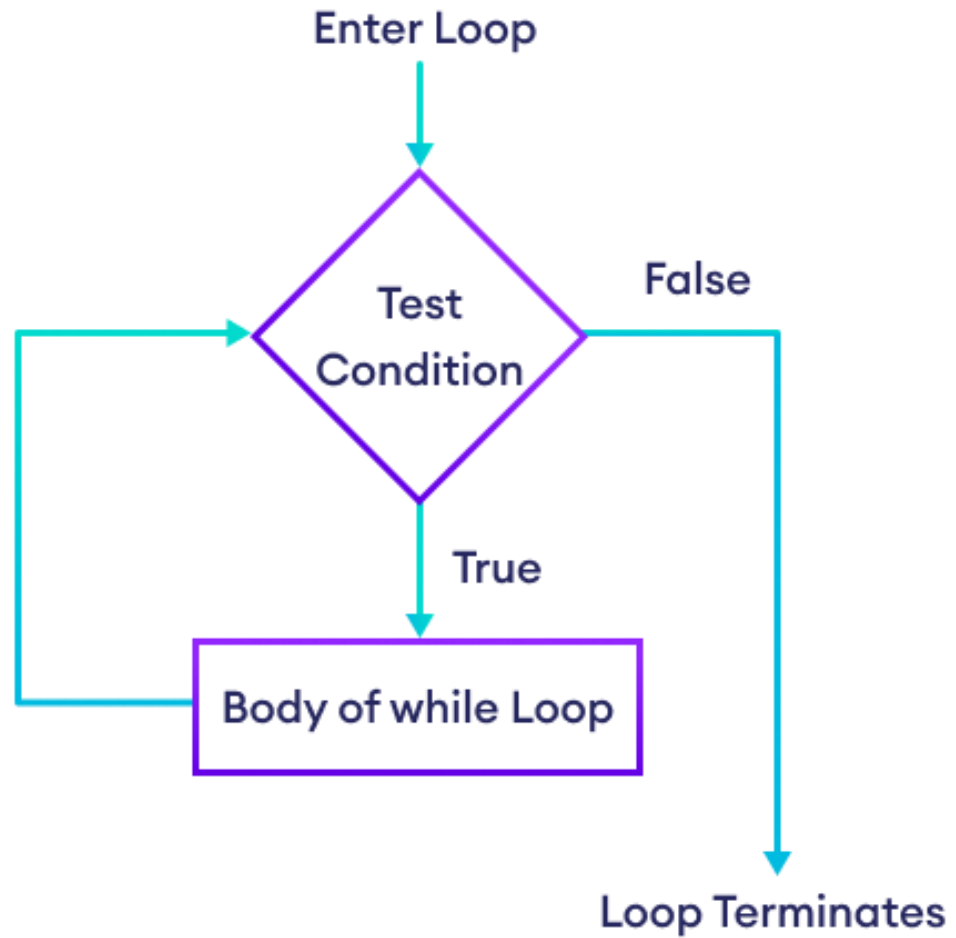 Enter Loop
Test
Condition
False
True
Body of while Loop
Loop Terminates